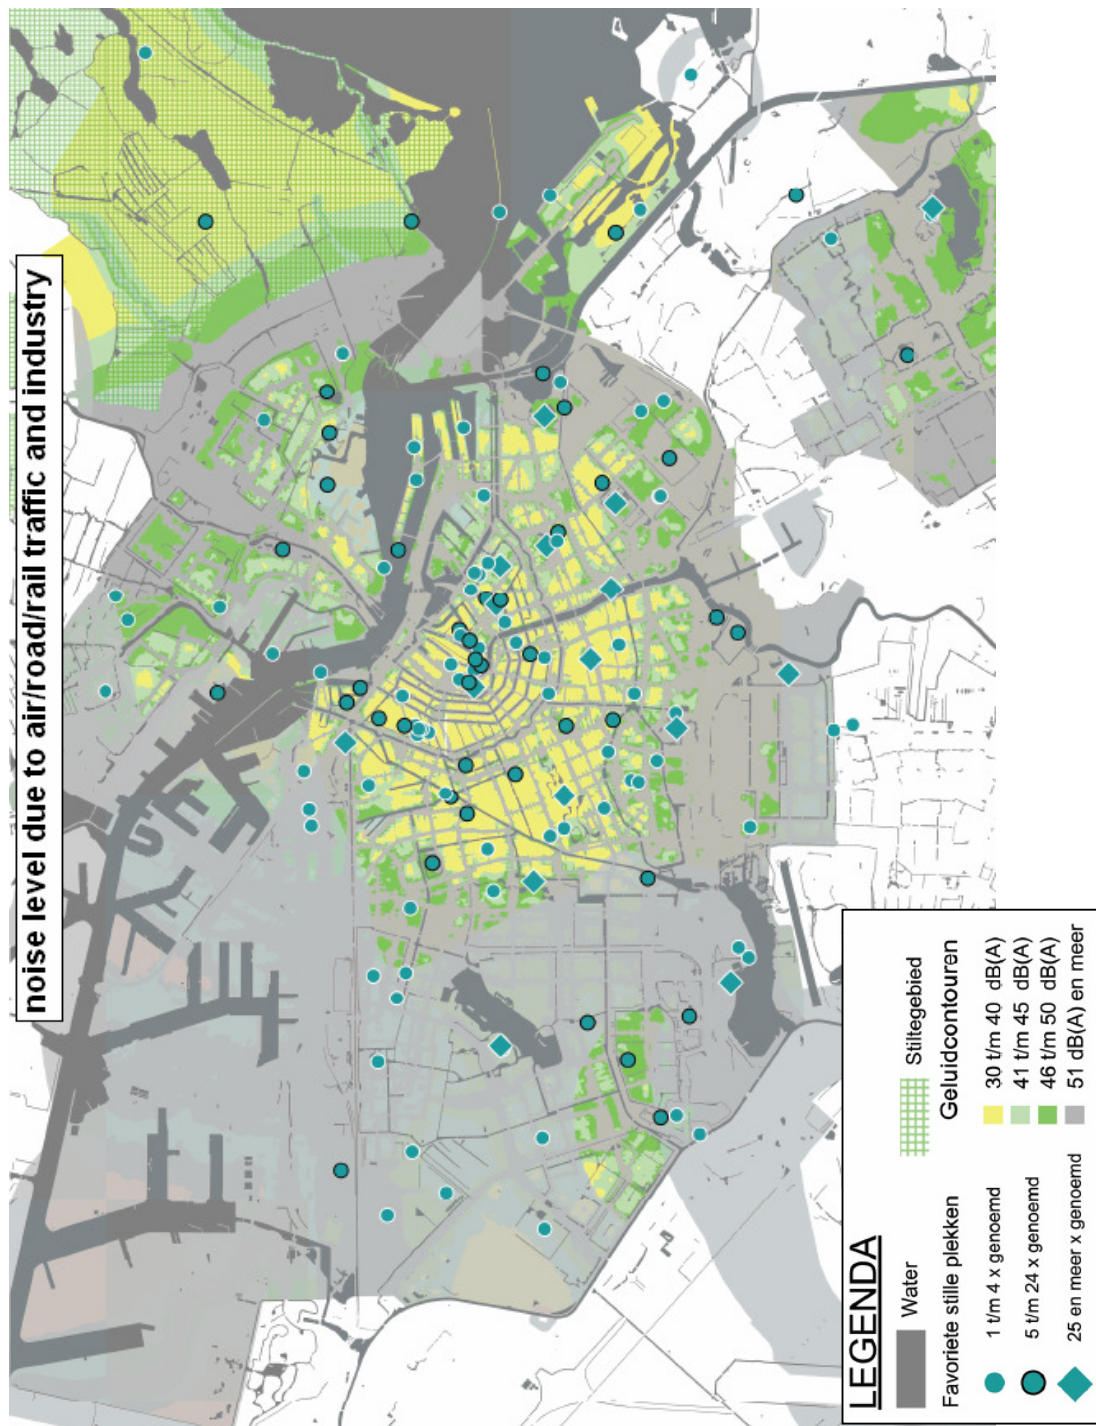 noise level due to air/road/rail traffic and industry
LEGENDA
Water
Favoriete stille plekken
1 t/m 4 x genoemd
5 t/m 24 x genoemd
25 en meer x genoemd
Stiltegebied
Geluidcontouren
30 t/m 40 dB(A)
41 t/m 45 dB(A)
46 t/m 50 dB(A)
51 dB(A) en meer